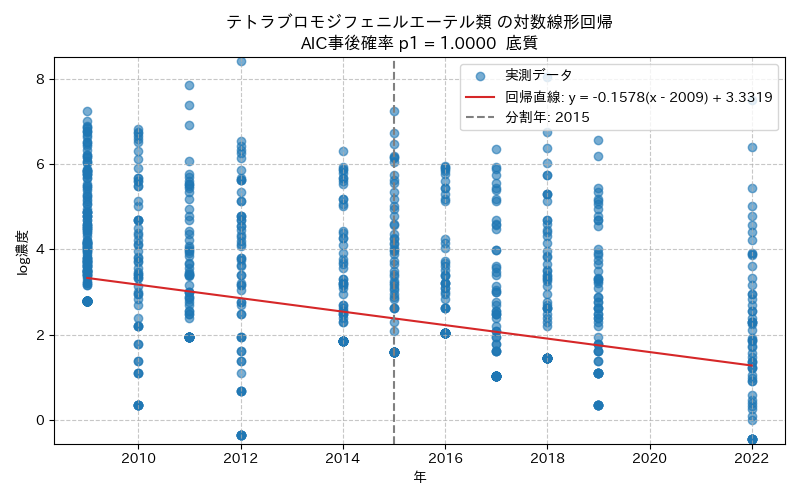 テトラブロモジフェニルエーテル類 の対数線形回帰
AIC事後確率 p1 = 1.0000  底質
実測データ
回帰直線: y = -0.1578(x - 2009) + 3.3319
分割年: 2015
log濃度
8
6
4
2
0
2010
2012
2014
2016
2018
2020
2022
年